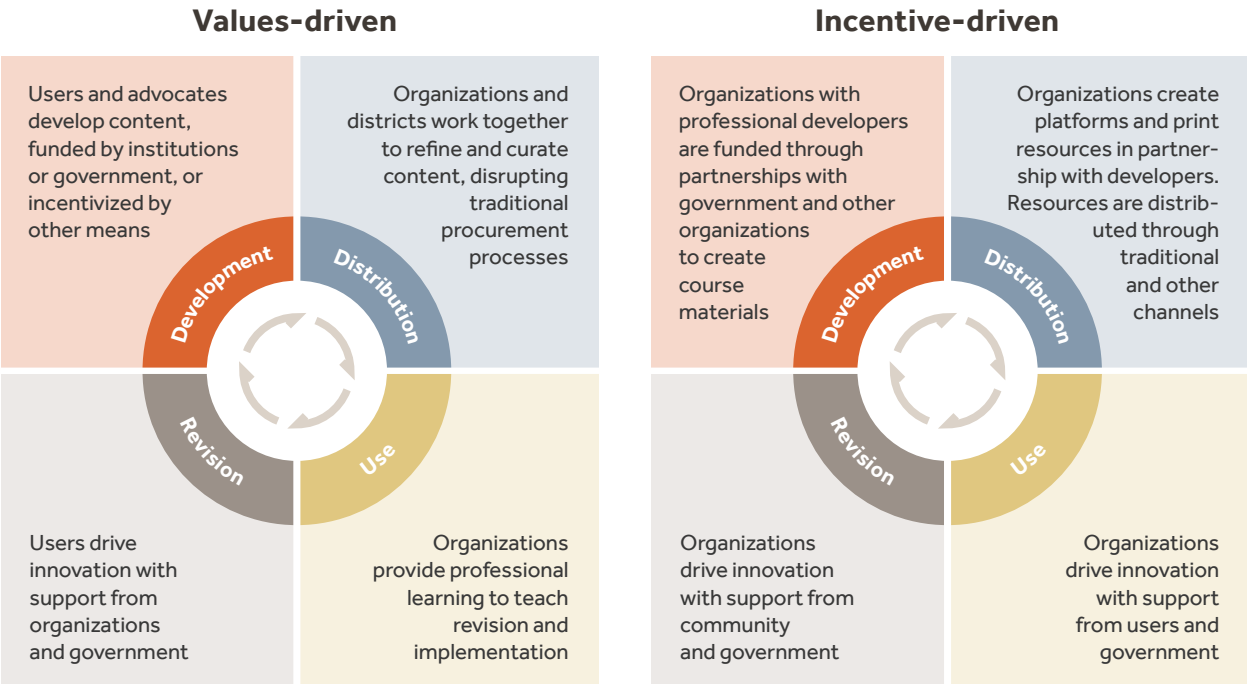 Values-driven
Users and advocates
develop content,
funded by institutions
or government, or
incentivized by
other means
Organizations and
districts work together
to refine and curate
content, disrupting
traditional
procurement
processes
Development
Distribution
Revision
Use
Users drive
innovation with
support from
organizations
and government
Organizations
provide professional
learning to teach
revision and
implementation
Incentive-driven
Organizations with
professional developers
are funded through
partnerships with
government and other
organizations
to create
course
materials
Organizations create
platforms and print
resources in partner-
ship with developers.
Resources are distrib-
uted through
traditional
and other
channels
Development
Distribution
Revision
Use
Organizations
drive innovation
with support from
community
and government
Organizations
drive innovation
with support
from users and
government